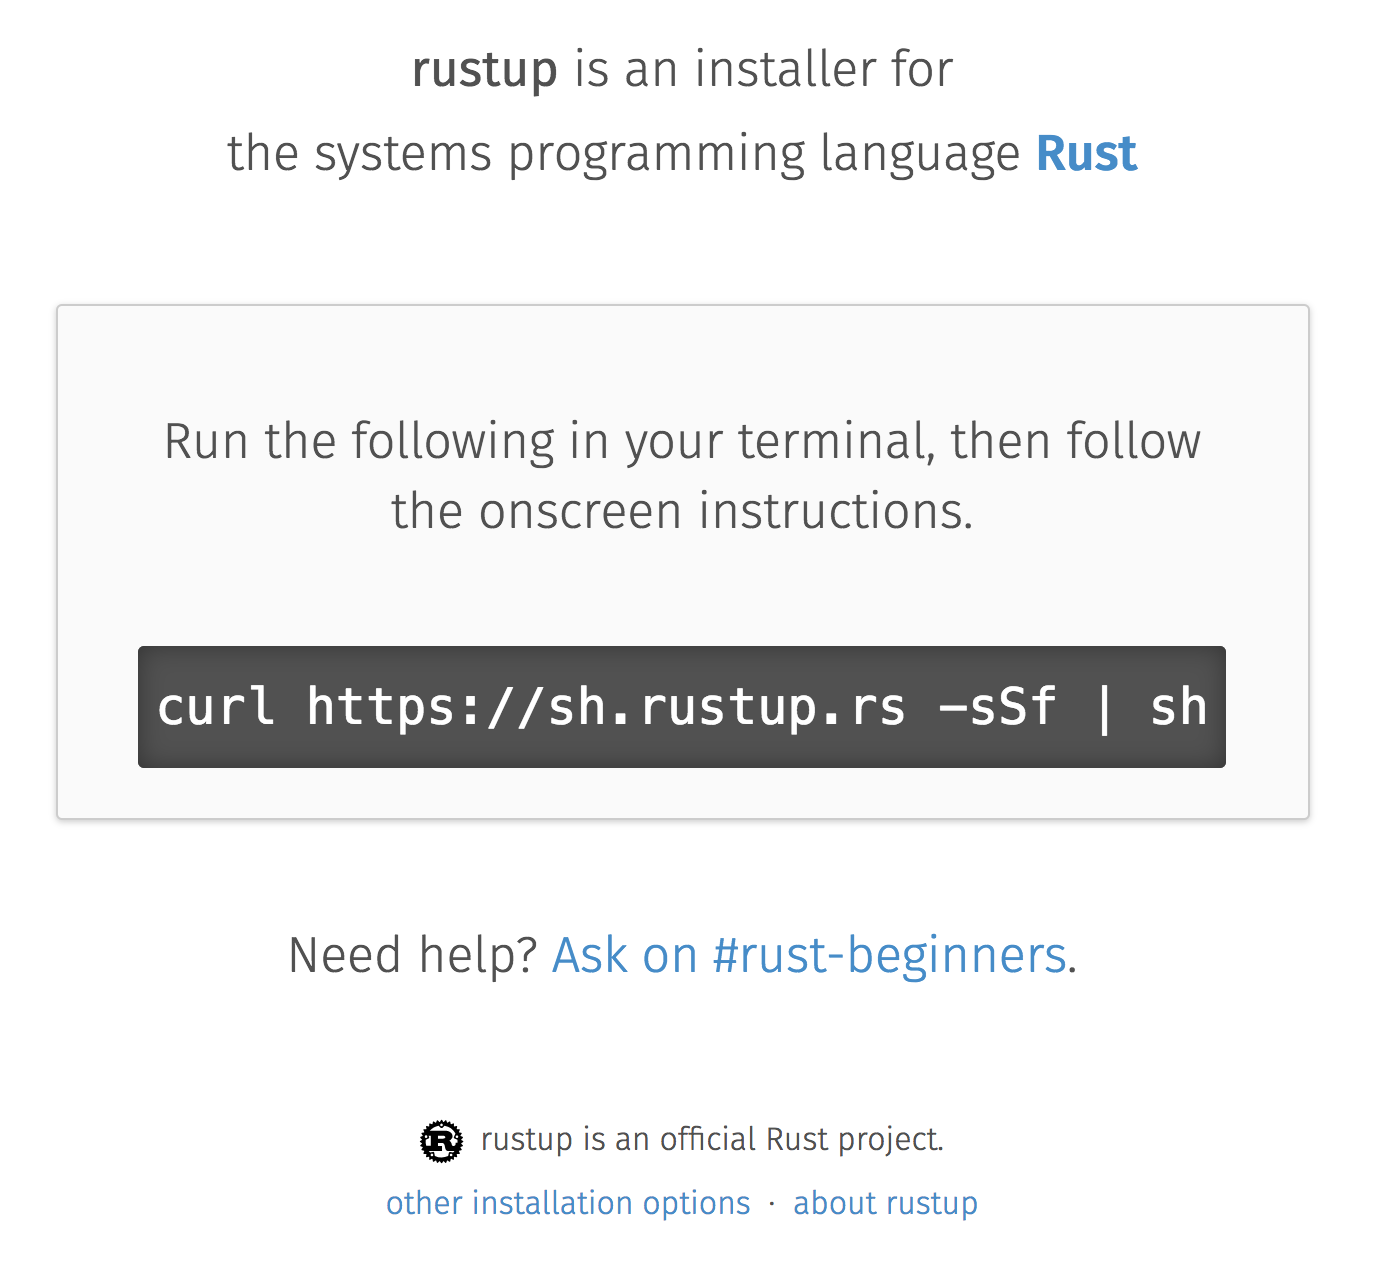 rustup is an installer for
the systems programming language Rust
Run the following in your terminal, then follow
the onscreen instructions.
curl https://sh.rustup.rs -sSf | sh
Need help? Ask on #rust-beginners.
R rustup is an official Rust project.
other installation options · about rustup